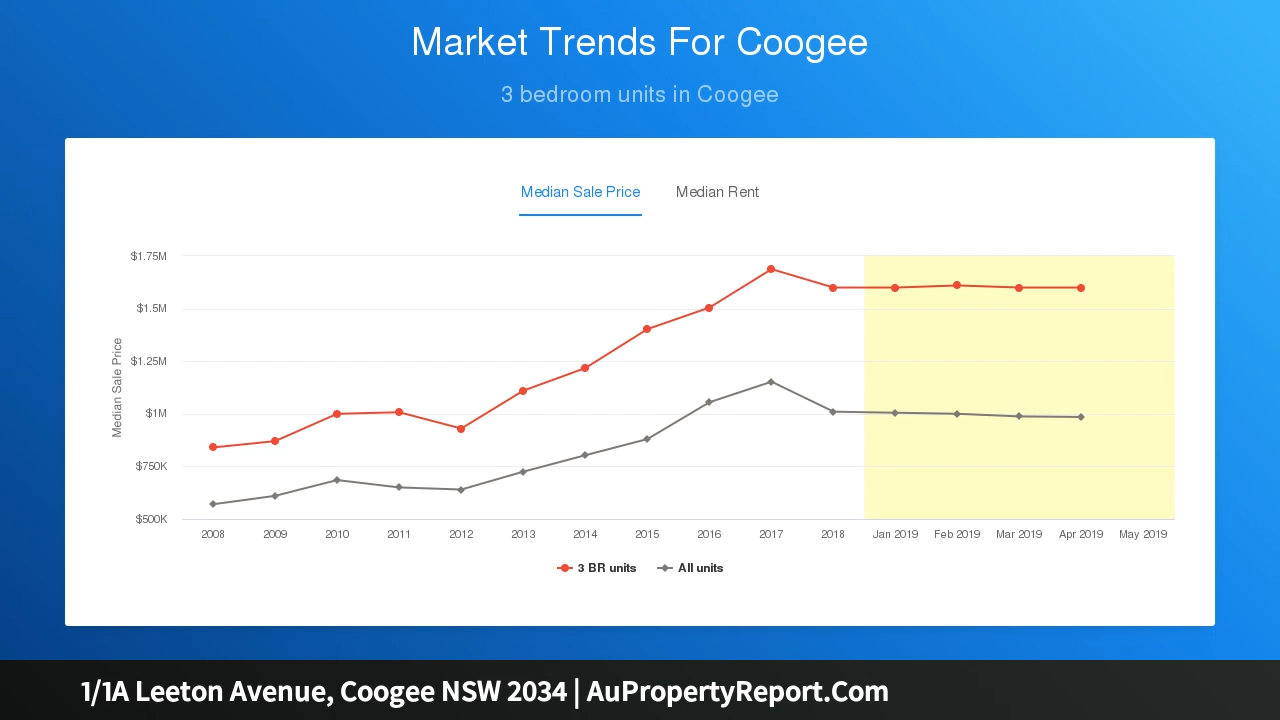 Market Trends For Coogee
3 bedroom units in Coogee
Median Sale Price Median Rent
Median Sale Price
$1.75M
$1.5M
$1.25M
$1M
$750K
$500K
2008 2009 2010 2011 2012 2013 2014 2015 2016 2017 2018 Jan 2019 Feb 2019 Mar 2019 Apr 2019 May 2019
3 BR units All units
1/1A Leeton Avenue, Coogee NSW 2034 | AuPropertyReport.Com